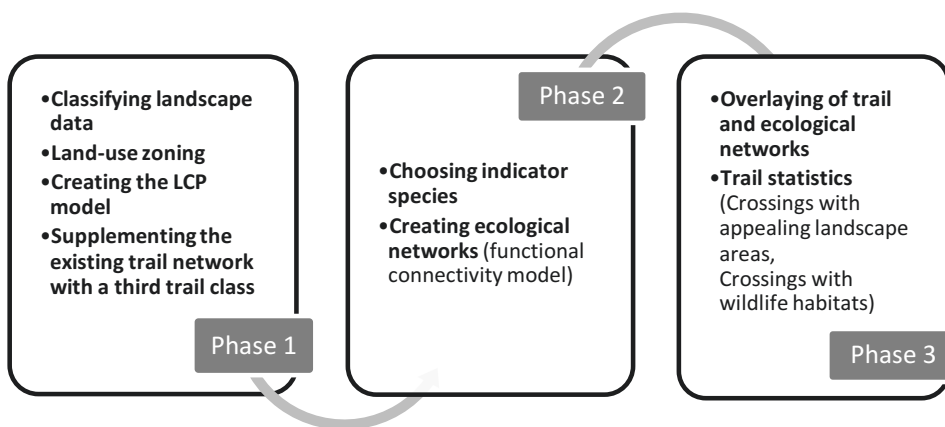 •Classifying landscape
data
•Land-use zoning
•Creating the LCP
model
•Supplementing the
existing trail network
with a third trail class
Phase 1
Phase 2
•Choosing indicator
species
•Creating ecological
networks (functional
connectivity model)
•Overlaying of trail
and ecological
networks
•Trail statistics
(Crossings with
appealing landscape
areas,
Crossings with
wildlife habitats)
Phase 3